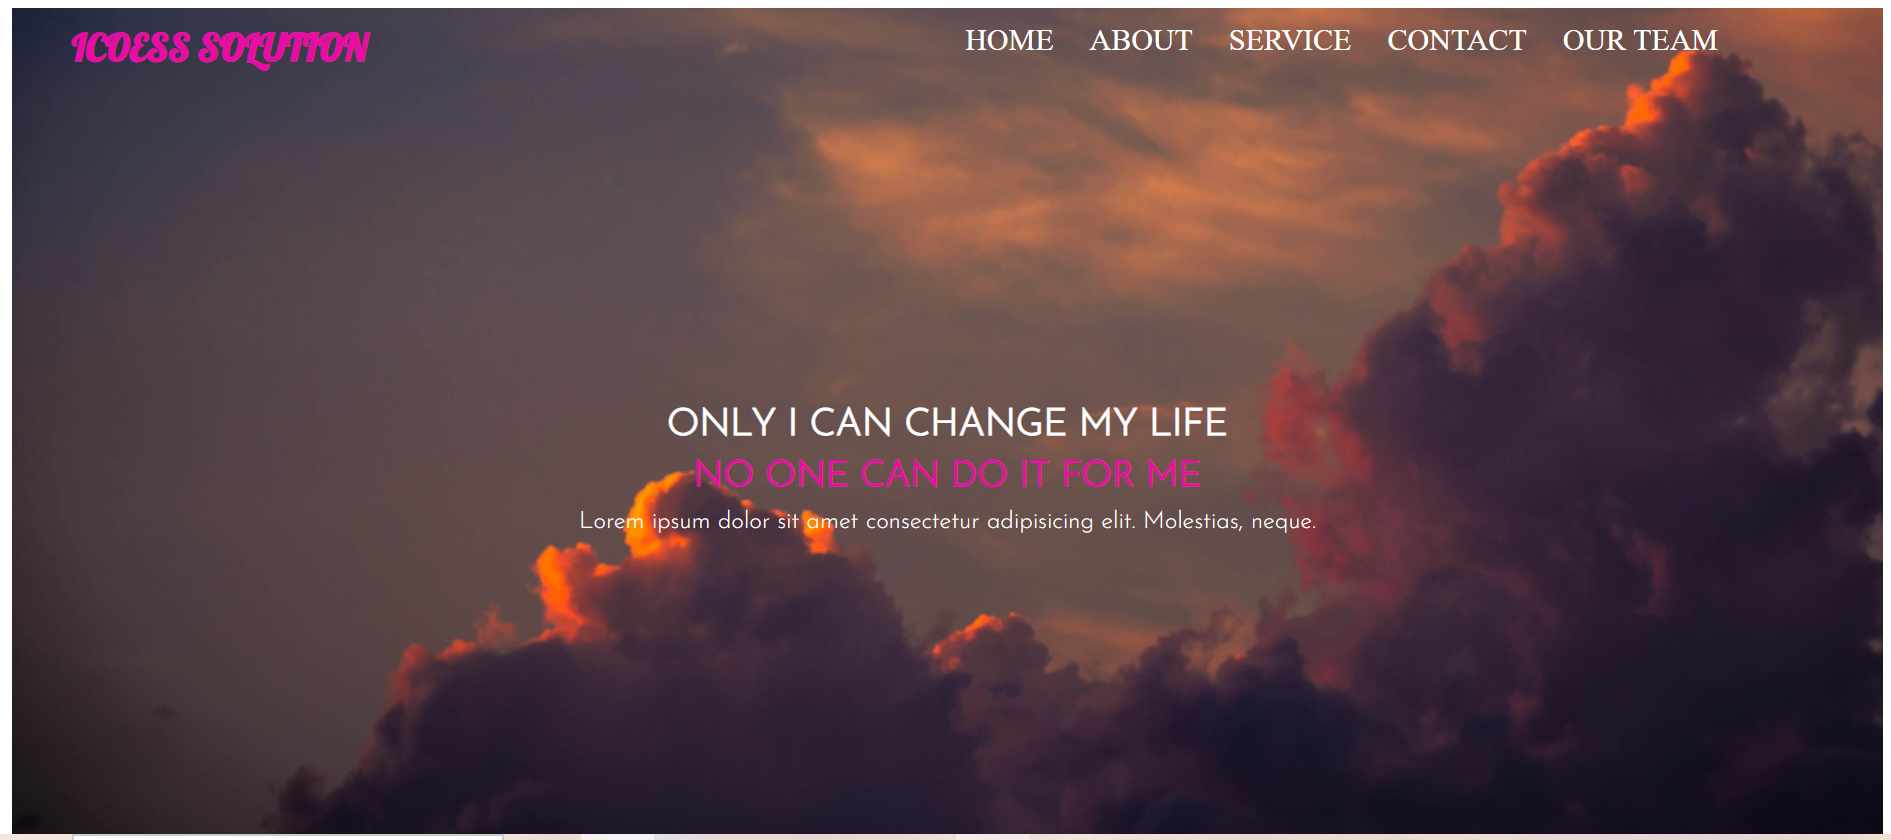 ICOESS SOLUTION
HOME ABOUT SERVICE CONTACT OUR TEAM
ONLY I CAN CHANGE MY LIFE
NO ONE CAN DO IT FOR ME
Lorem ipsum dolor sit amet consectetur adipisicing elit. Molestias, neque.